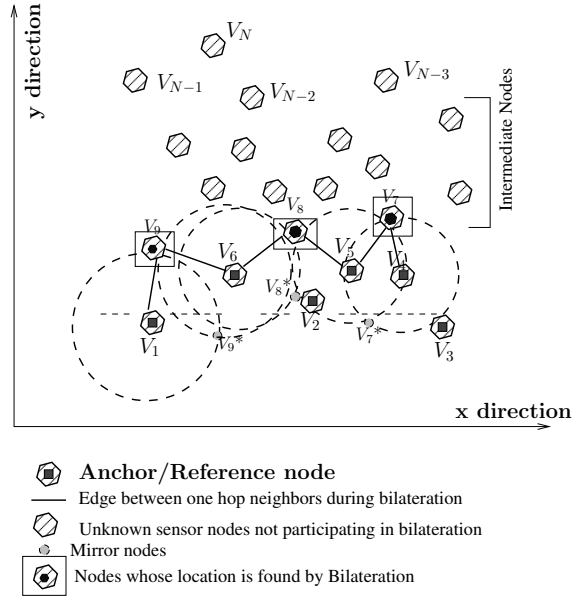 y direction
V_N
V_{N−1}
V_{N−2}
V_{N−3}
Intermediate Nodes
V_9
V_8
V_7
V_6
V_5
V_8*
V_2
V_1
V_9*
V_7*
V_3
x direction
Anchor/Reference node
Edge between one hop neighbors during bilateration
Unknown sensor nodes not participating in bilateration
Mirror nodes
Nodes whose location is found by Bilateration